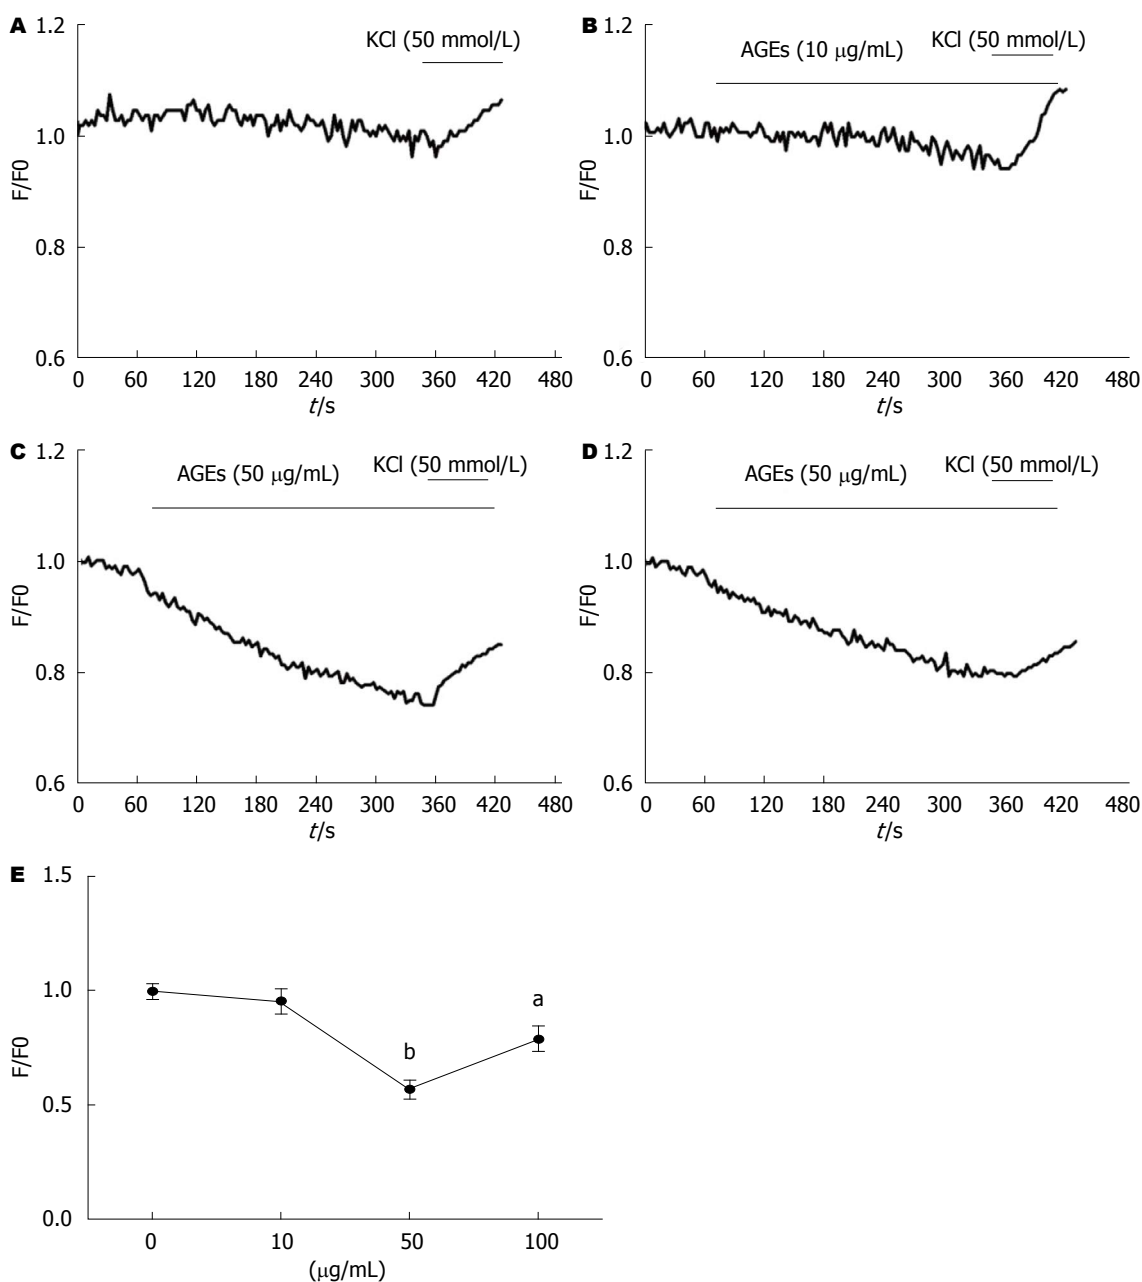 A
1.2
1.0
0.8
0.6
F/F0
KCl (50 mmol/L)
0 60 120 180 240 300 360 420 480
t/s
B
1.2
1.0
0.8
0.6
F/F0
AGEs (10 μg/mL)
KCl (50 mmol/L)
0 60 120 180 240 300 360 420 480
t/s
C
1.2
1.0
0.8
0.6
F/F0
AGEs (50 μg/mL)
KCl (50 mmol/L)
0 60 120 180 240 300 360 420 480
t/s
D
1.2
1.0
0.8
0.6
F/F0
AGEs (50 μg/mL)
KCl (50 mmol/L)
0 60 120 180 240 300 360 420 480
t/s
E
1.5
1.0
0.5
0.0
F/F0
b
a
0 10 50 100
(μg/mL)